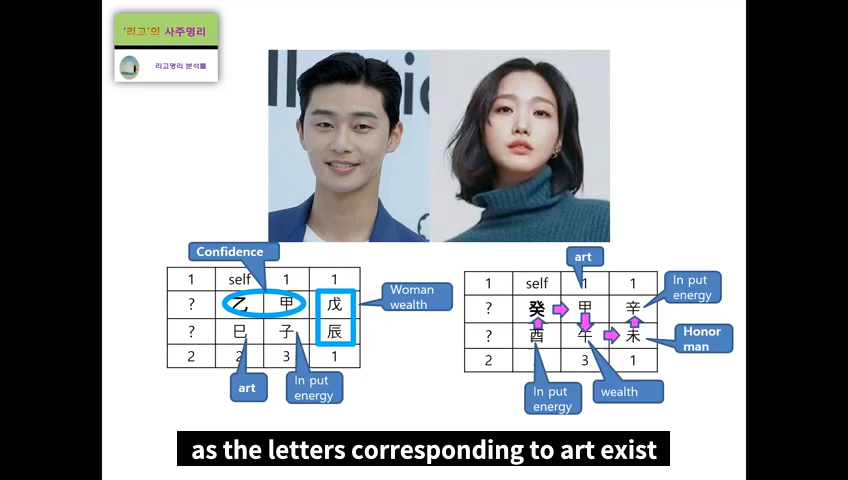 '리고'의 사주명리
리고명리 분석틀
Confidence
1 self 1 1
? 乙 甲 戊
? 巳 子 辰
2 2 3 1
Woman
wealth
art
In put
energy
art
1 self 1 1
? 癸 甲 辛
? 酉 午 未
2 3 1
In put
energy
Honor
man
In put
energy
wealth
as the letters corresponding to art exist